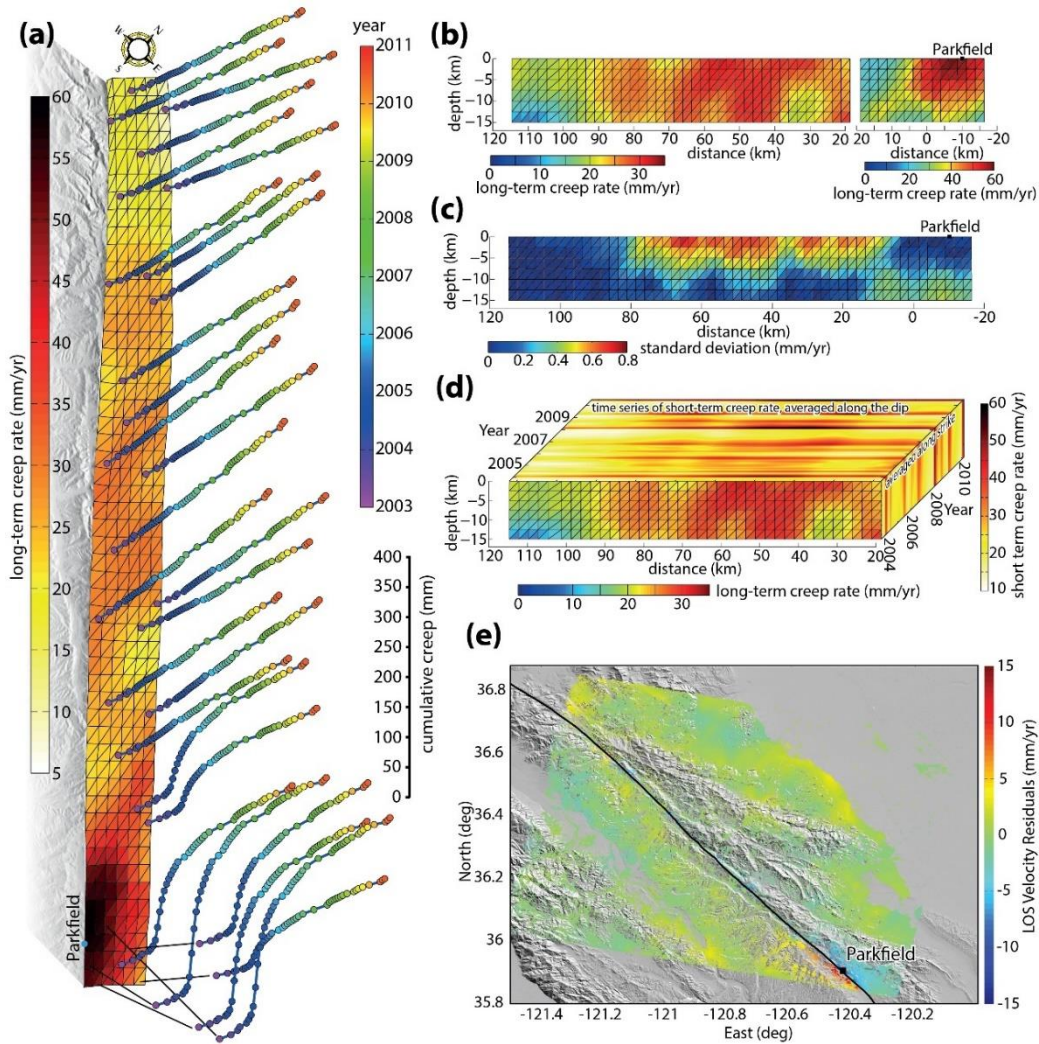 (a)
W N
S E
long-term creep rate (mm/yr)
60
55
50
45
40
35
30
25
20
15
10
5
Parkfield
year
2011
2010
2009
2008
2007
2006
2005
2004
2003
cumulative creep (mm)
400
350
300
250
200
150
100
50
0
(b)
Parkfield
depth (km)
0
−5
−10
−15
120 110 100 90 80 70 60 50 40 30 20
10 0 -10
distance (km)
distance (km)
0 10 20 30
long-term creep rate (mm/yr)
0 20 40 60
long-term creep rate (mm/yr)
(c)
Parkfield
depth (km)
0
−5
−10
−15
120 100 80 60 40 20 0 -20
distance (km)
0 0.2 0.4 0.6 0.8
standard deviation (mm/yr)
(d)
time series of short-term creep rate, averaged along the dip
2009
Year
2007
2005
averaged along strike
2010
2008
Year
2006
2004
depth (km)
0
−5
−10
−15
120 100 90 80 70 60 50 40 30 20
distance (km)
0 10 20 30
long-term creep rate (mm/yr)
60
50
40
30
20
10
short term creep rate (mm/yr)
(e)
North (deg)
36.8
36.6
36.4
36.2
36
35.8
Parkfield
-121.4 -121.2 -121 -120.8 -120.6 -120.4 -120.2
East (deg)
15
10
5
0
-5
-10
-15
LOS Velocity Residuals (mm/yr)